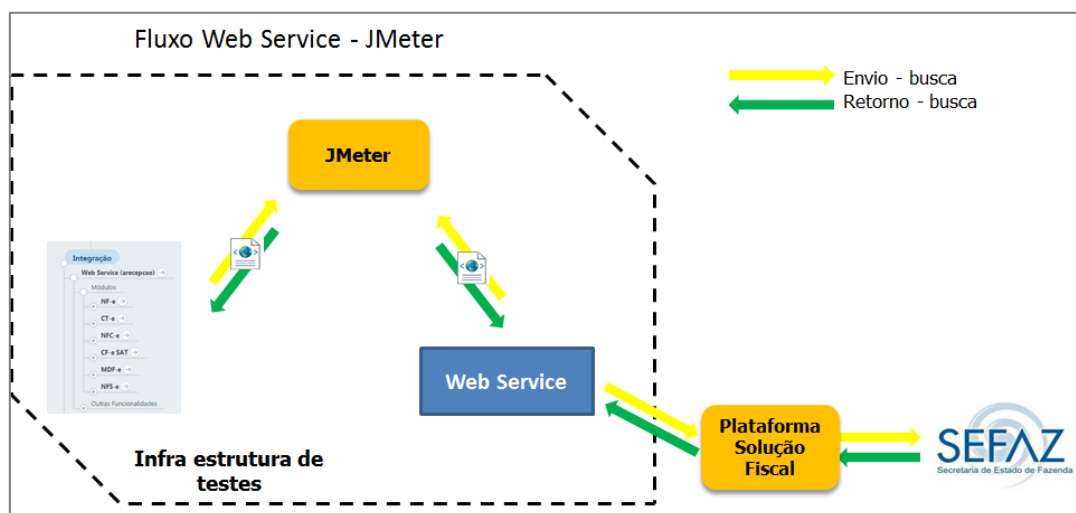 Fluxo Web Service - JMeter
Envio - busca
Retorno - busca
JMeter
Integração
Web Service (arecepcao)
Módulos
NF-e
CT-e
NFC-e
CF-e SAT
MDF-e
NFS-e
Outras Funcionalidades
Web Service
Plataforma
Solução
Fiscal
SEFAZ
Secretaria de Estado de Fazenda
Infra estrutura de
testes